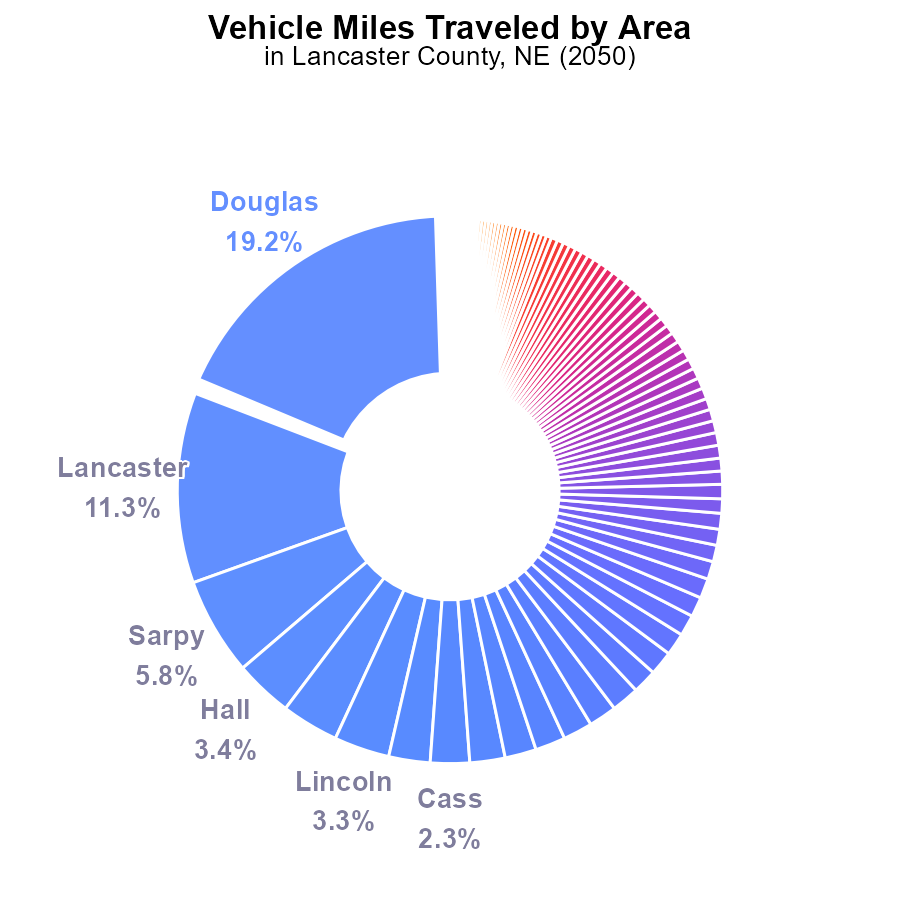 Vehicle Miles Traveled by Area
in Lancaster County, NE (2050)
Douglas
19.2%
Lancaster
11.3%
Sarpy
5.8%
Hall
3.4%
Lincoln
3.3%
Cass
2.3%